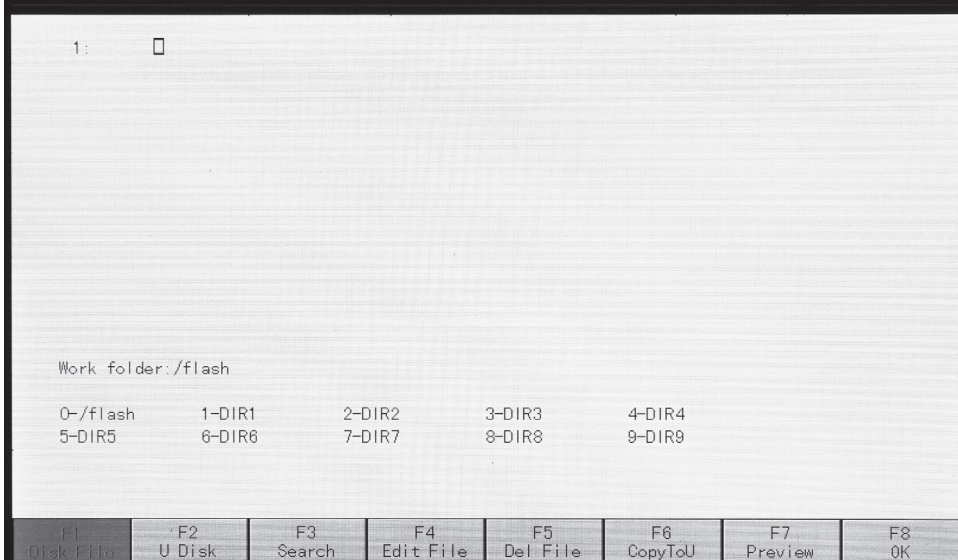 1:
Work folder:/flash
0-/flash 1-DIR1 2-DIR2 3-DIR3 4-DIR4
5-DIR5 6-DIR6 7-DIR7 8-DIR8 9-DIR9
F1 F2 F3 F4 F5 F6 F7 F8
Disk File U Disk Search Edit File Del File CopyToU Preview OK